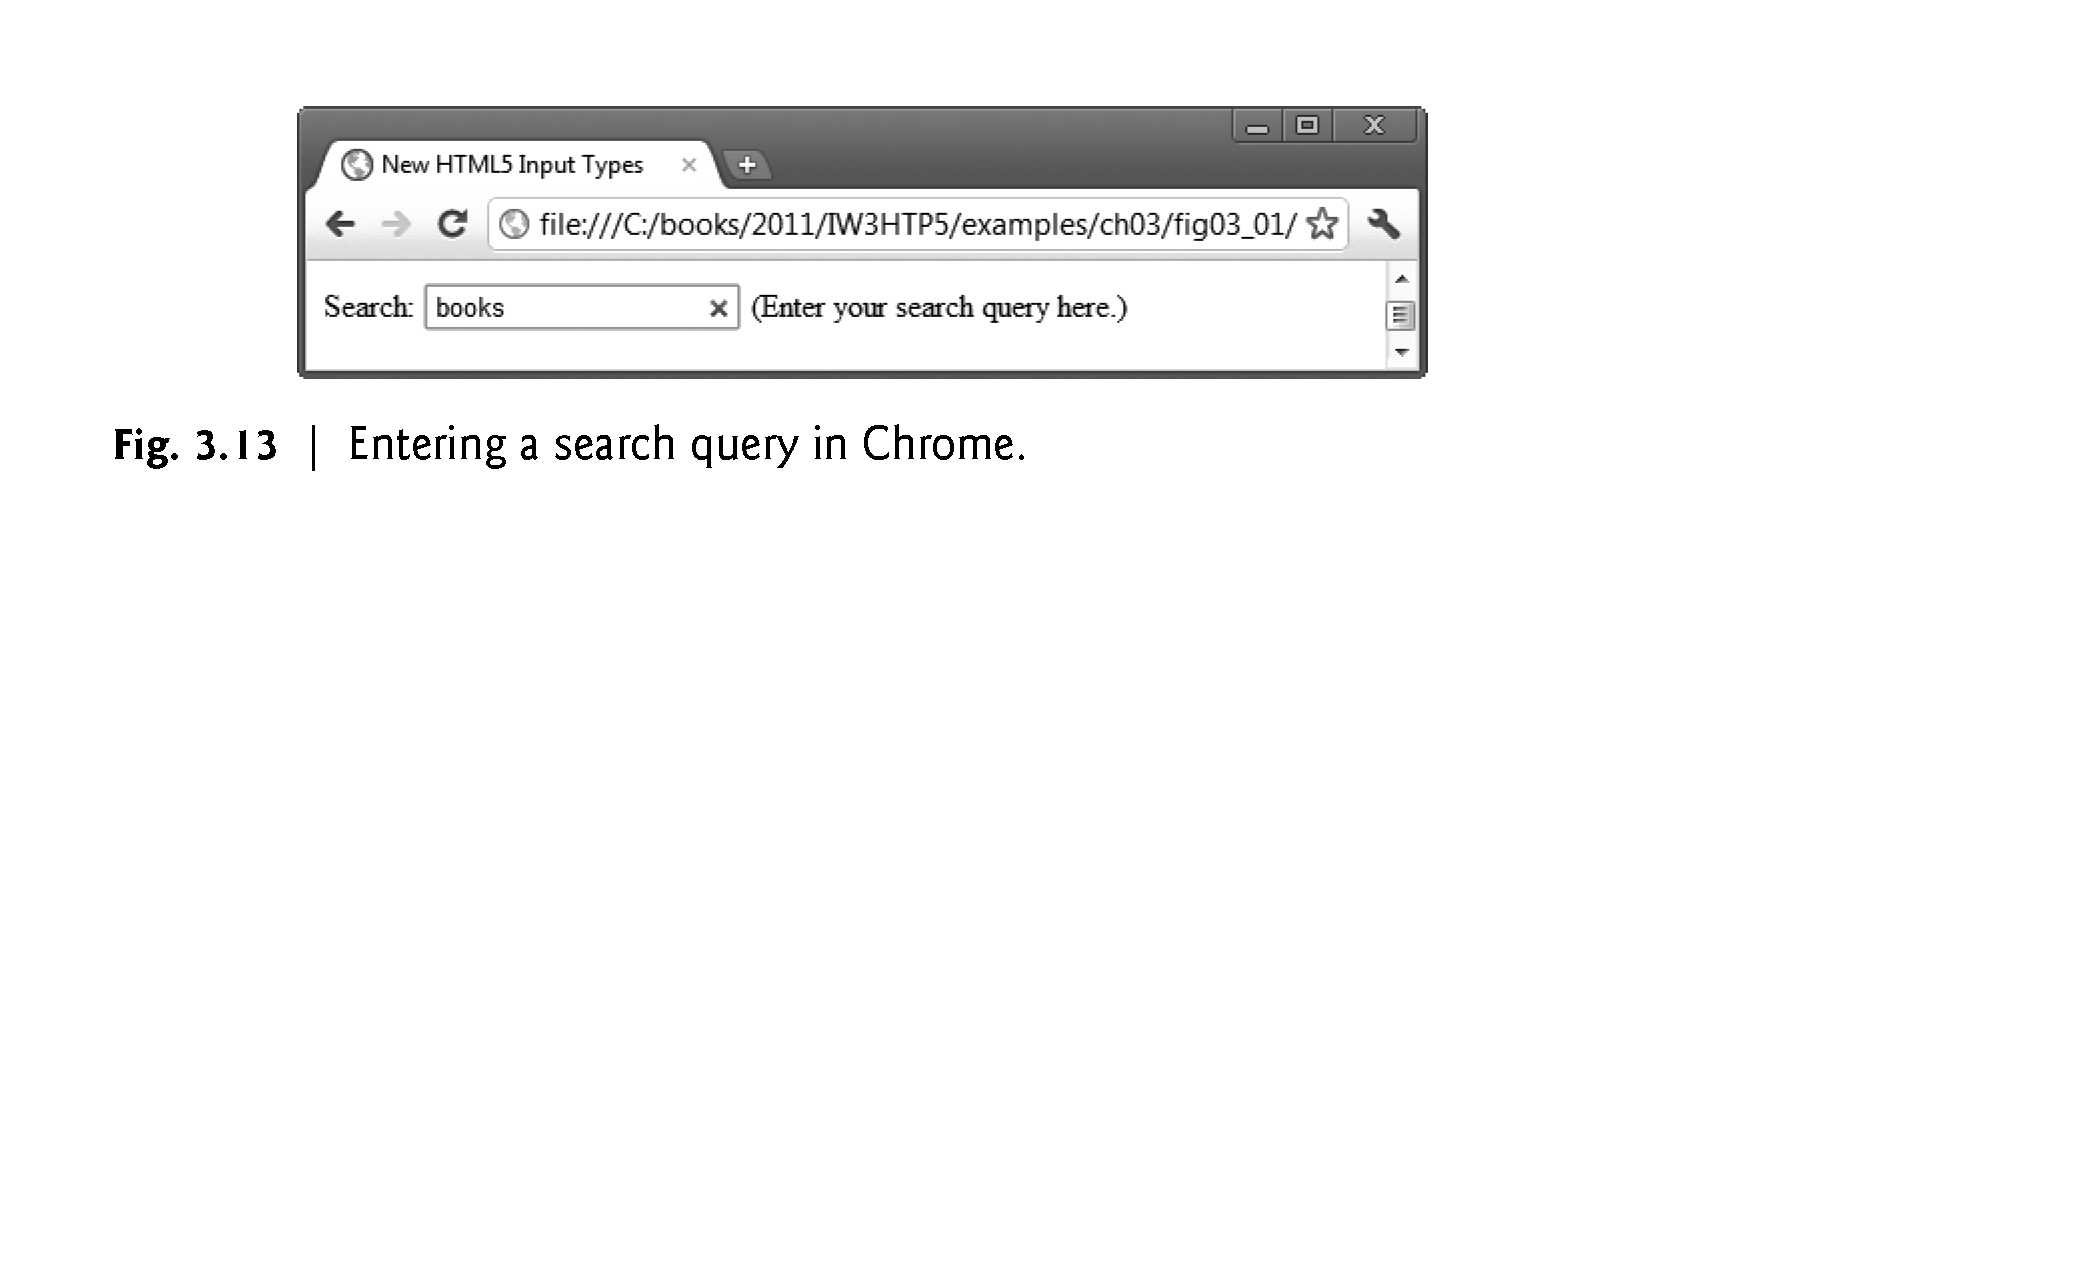 New HTML5 Input Types
file:///C:/books/2011/IW3HTP5/examples/ch03/fig03_01/
Search: books (Enter your search query here.)
Fig. 3.13 | Entering a search query in Chrome.